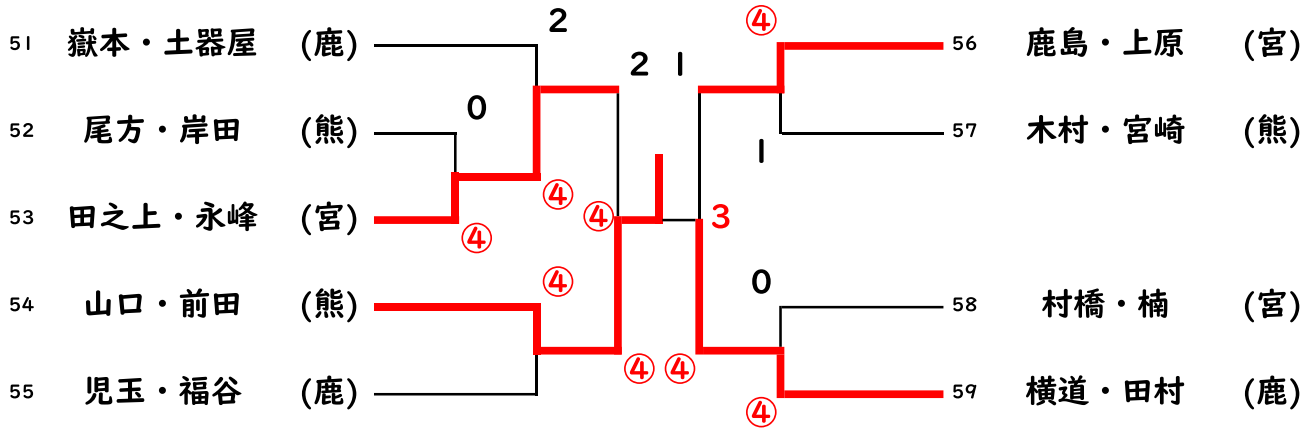 2 ④
51 嶽本・土器屋 (鹿) 56 鹿島・上原 (宮)
2 1
0
52 尾方・岸田 (熊) 57 木村・宮崎 (熊)
1
④
53 田之上・永峰 (宮) ④ 3
④
④ 0
54 山口・前田 (熊) 58 村橋・楠 (宮)
④ ④
55 児玉・福谷 (鹿) 59 横道・田村 (鹿)
④